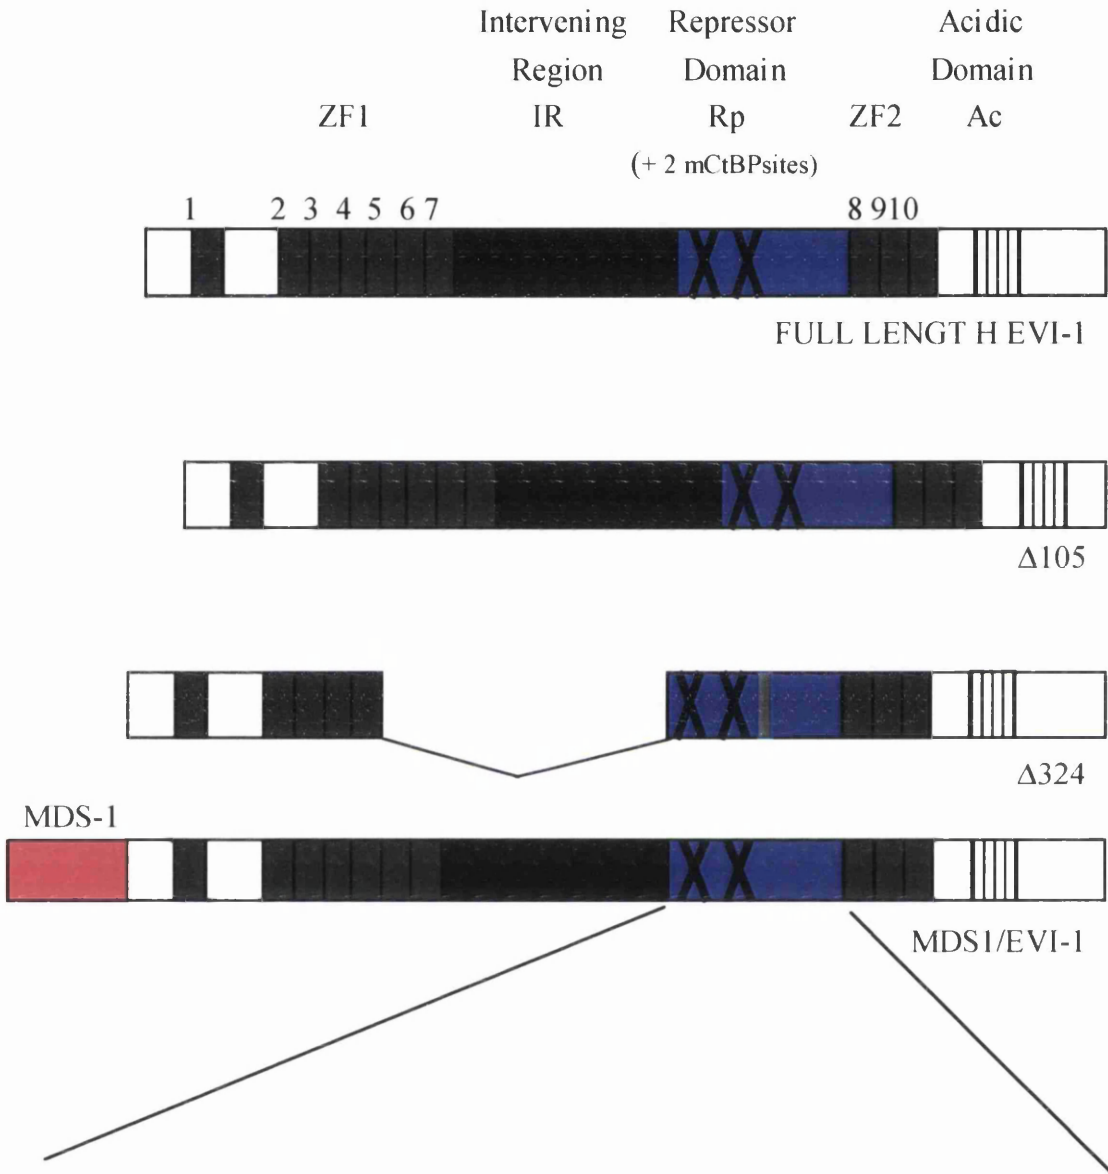 Intervening Repressor Acidic
Region Domain Domain
ZF1 IR Rp ZF2 Ac
(+ 2 mCtBPsites)
1 2 3 4 5 6 7 8 9 10
FULL LENGT H EVI-1
Δ105
Δ324
MDS-1
MDS1/EVI-1